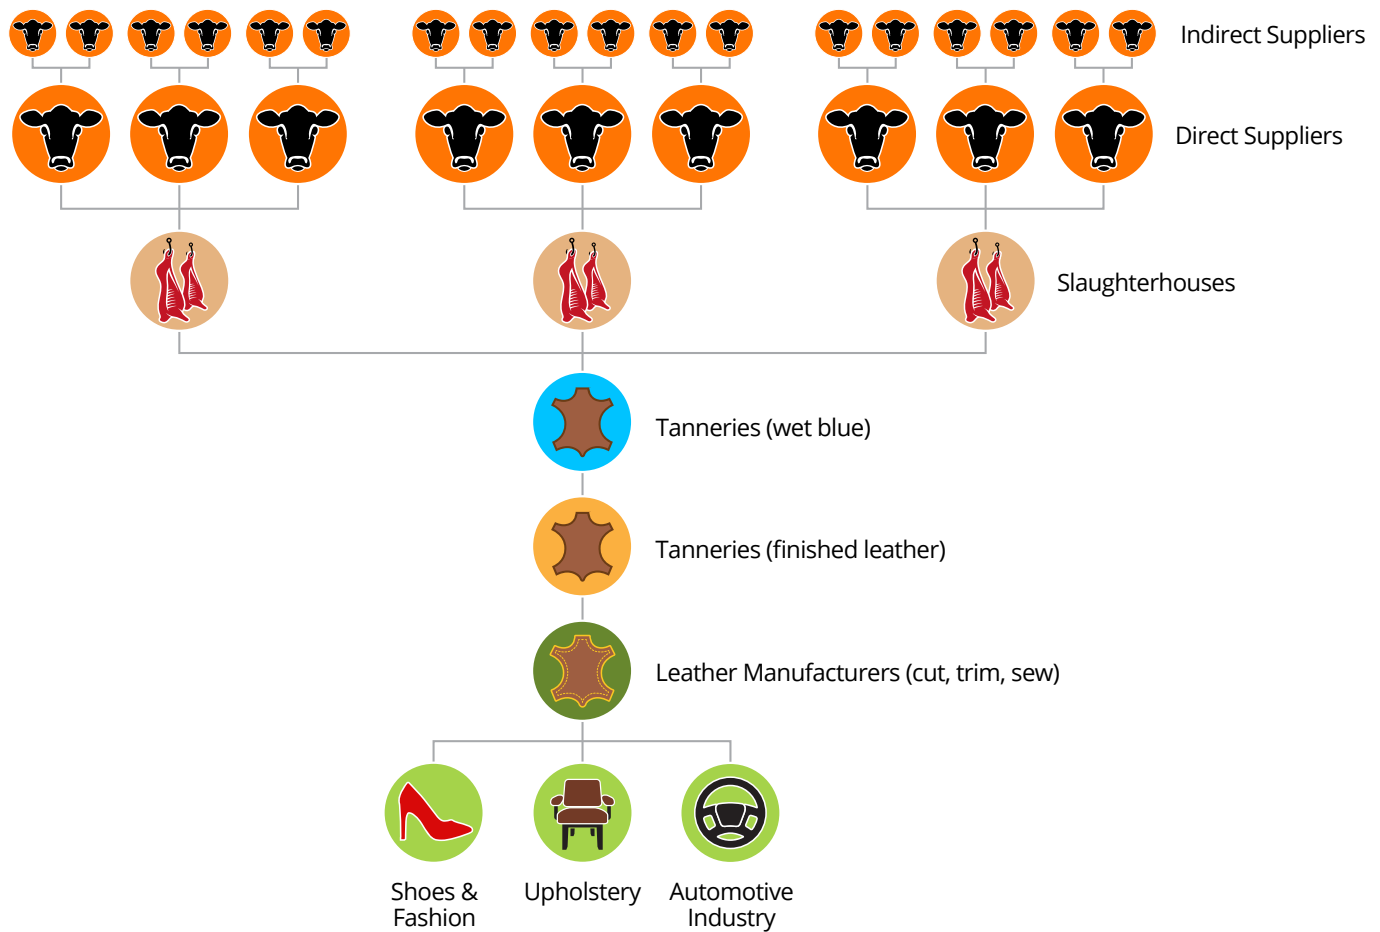 Indirect Suppliers
Direct Suppliers
Slaughterhouses
Tanneries (wet blue)
Tanneries (finished leather)
Leather Manufacturers (cut, trim, sew)
Shoes &
Fashion
Upholstery
Automotive
Industry